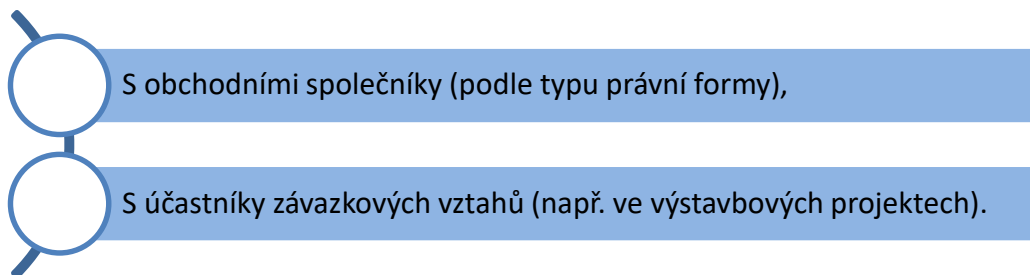 S obchodními společníky (podle typu právní formy),
S účastníky závazkových vztahů (např. ve výstavbových projektech).